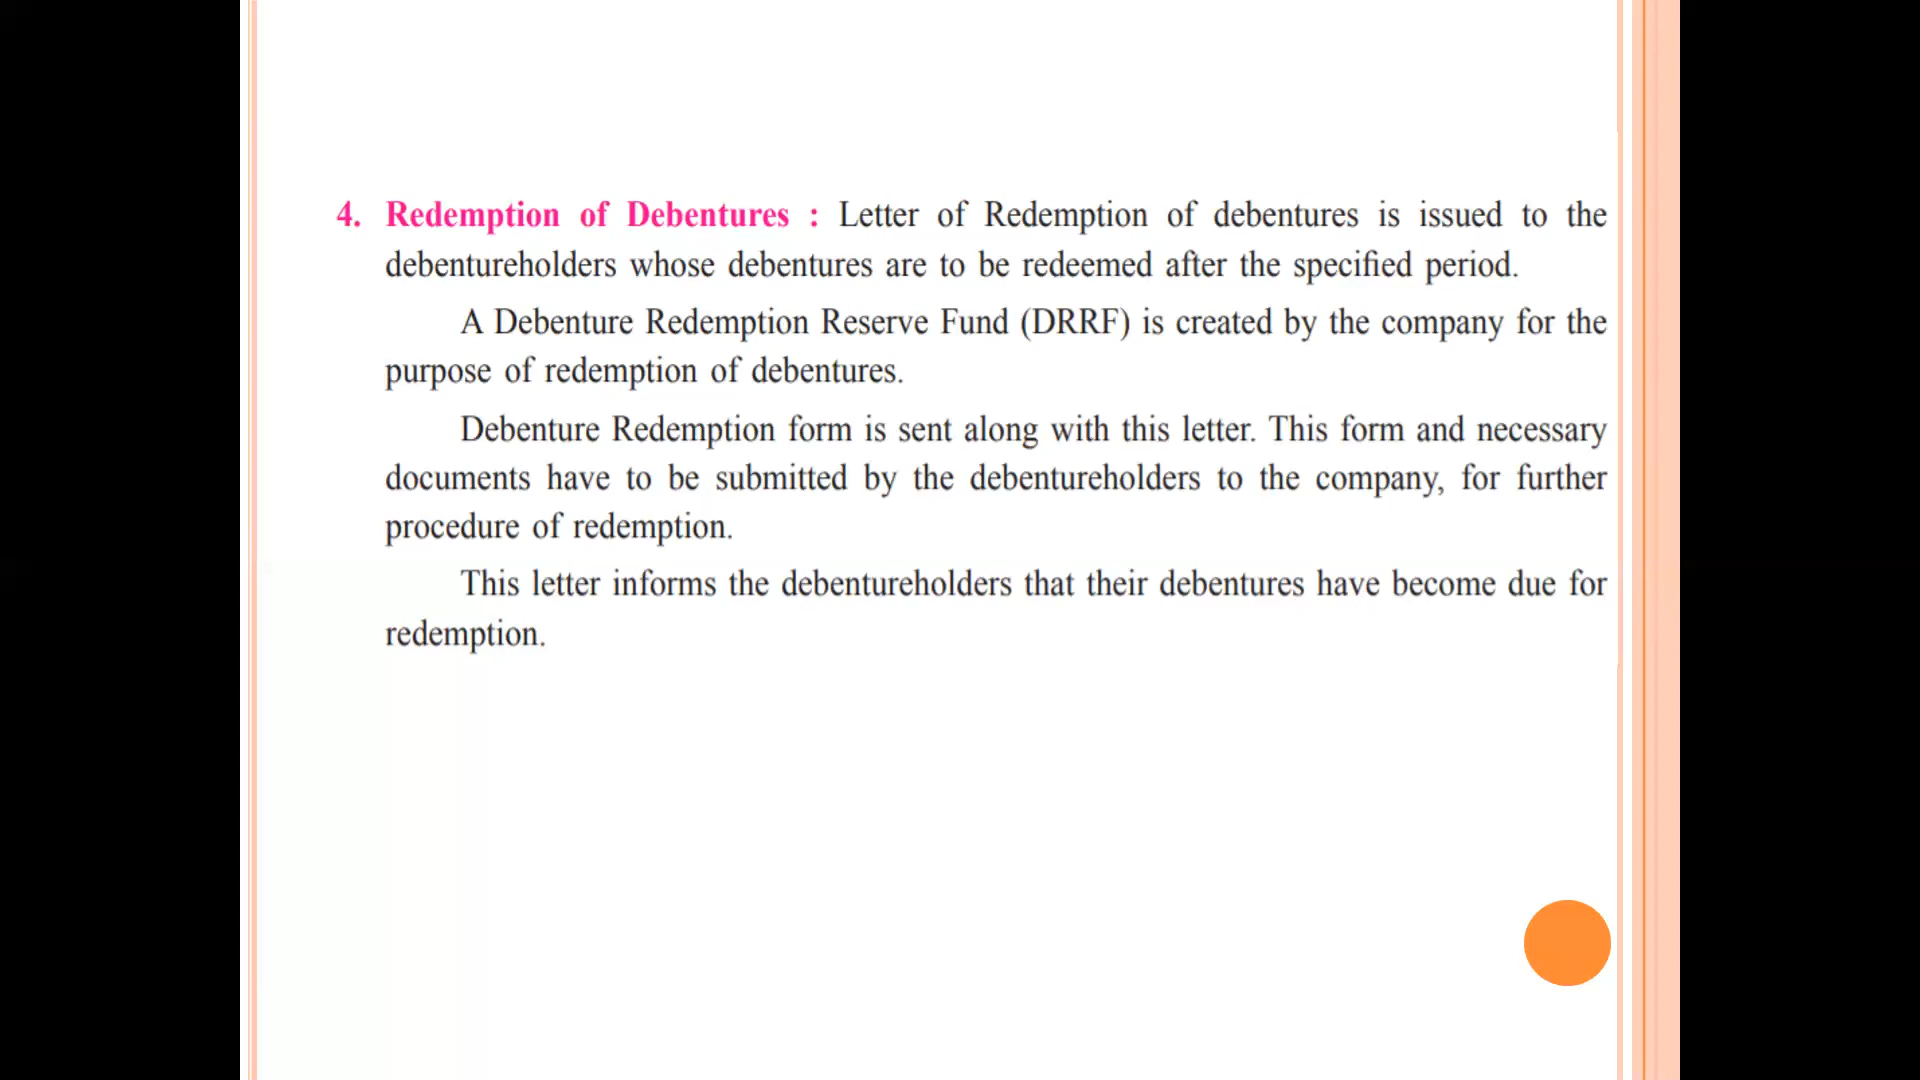 4. Redemption of Debentures : Letter of Redemption of debentures is issued to the
debentureholders whose debentures are to be redeemed after the specified period.
A Debenture Redemption Reserve Fund (DRRF) is created by the company for the
purpose of redemption of debentures.
Debenture Redemption form is sent along with this letter. This form and necessary
documents have to be submitted by the debentureholders to the company, for further
procedure of redemption.
This letter informs the debentureholders that their debentures have become due for
redemption.